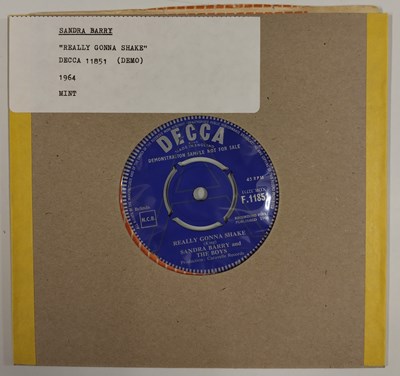 SANDRA BARRY
"REALLY GONNA SHAKE"
DECCA 11851 (DEMO)
1964
MINT
DECCA
DEMONSTRATION SAMPLE NOT FOR SALE
45 RPM
F.11851
N.C.B.
REALLY GONNA SHAKE
SANDRA BARRY and
THE BOYS